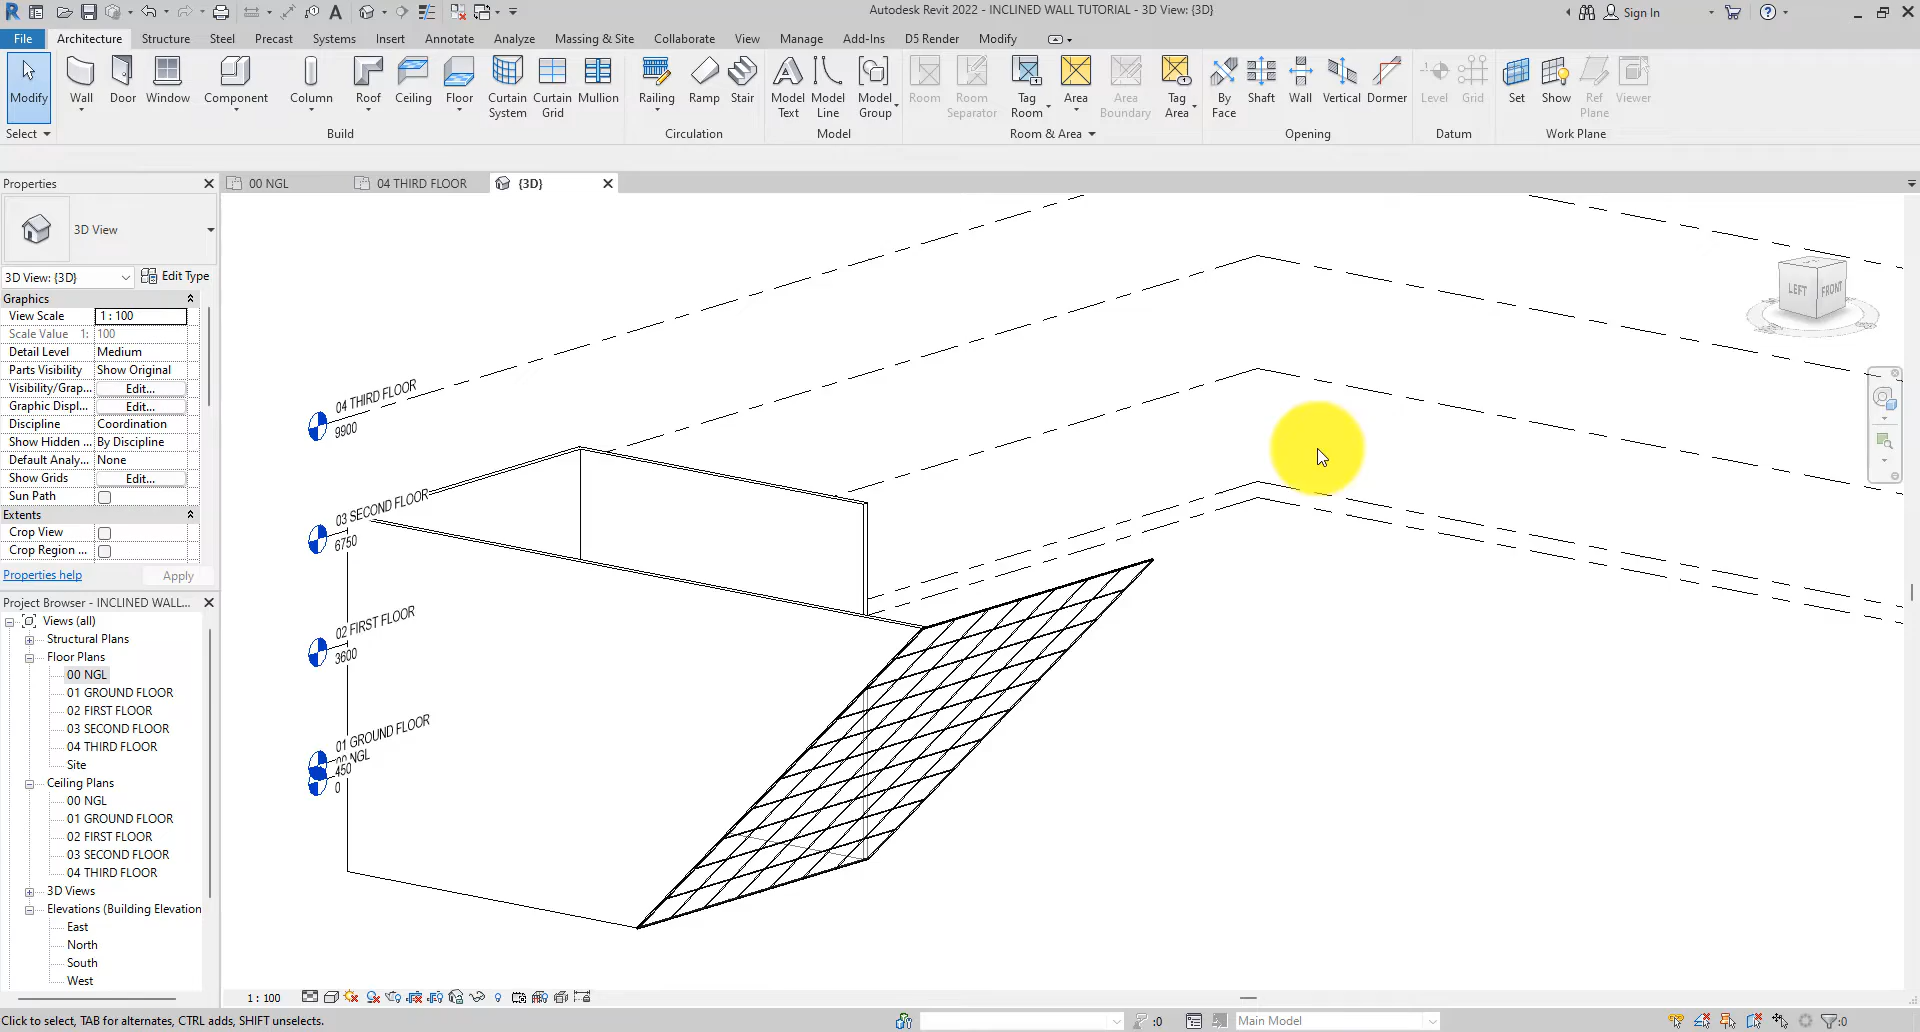 Autodesk Revit 2022 - INCLINED WALL TUTORIAL - 3D View: {3D}
Sign In
File
Architecture
Structure
Steel
Precast
Systems
Insert
Annotate
Analyze
Massing & Site
Collaborate
View
Manage
Add-Ins
D5 Render
Modify
Modify
Wall
Door
Window
Component
Column
Roof
Ceiling
Floor
Curtain
System
Curtain
Grid
Mullion
Railing
Ramp
Stair
Model
Text
Model
Line
Model
Group
Room
Room
Separator
Tag
Room
Area
Area
Boundary
Tag
Area
By
Face
Shaft
Wall
Vertical
Dormer
Level
Grid
Set
Show
Ref
Plane
Viewer
Select
Build
Circulation
Model
Room & Area
Opening
Datum
Work Plane
Properties
00 NGL
04 THIRD FLOOR
{3D}
3D View
3D View: {3D}
Edit Type
Graphics
View Scale
1 : 100
Scale Value 1:
100
Detail Level
Medium
Parts Visibility
Show Original
Visibility/Grap...
Edit...
Graphic Displ...
Edit...
Discipline
Coordination
Show Hidden ...
By Discipline
Default Analy...
None
Show Grids
Edit...
Sun Path
Extents
Crop View
Crop Region ...
Properties help
Apply
Project Browser - INCLINED WALL...
Views (all)
Structural Plans
Floor Plans
00 NGL
01 GROUND FLOOR
02 FIRST FLOOR
03 SECOND FLOOR
04 THIRD FLOOR
Site
Ceiling Plans
00 NGL
01 GROUND FLOOR
02 FIRST FLOOR
03 SECOND FLOOR
04 THIRD FLOOR
3D Views
Elevations (Building Elevation
East
North
South
West
04 THIRD FLOOR
9900
03 SECOND FLOOR
6750
02 FIRST FLOOR
3600
01 GROUND FLOOR
00 NGL
450
0
LEFT
FRONT
1 : 100
Click to select, TAB for alternates, CTRL adds, SHIFT unselects.
:0
Main Model
:0